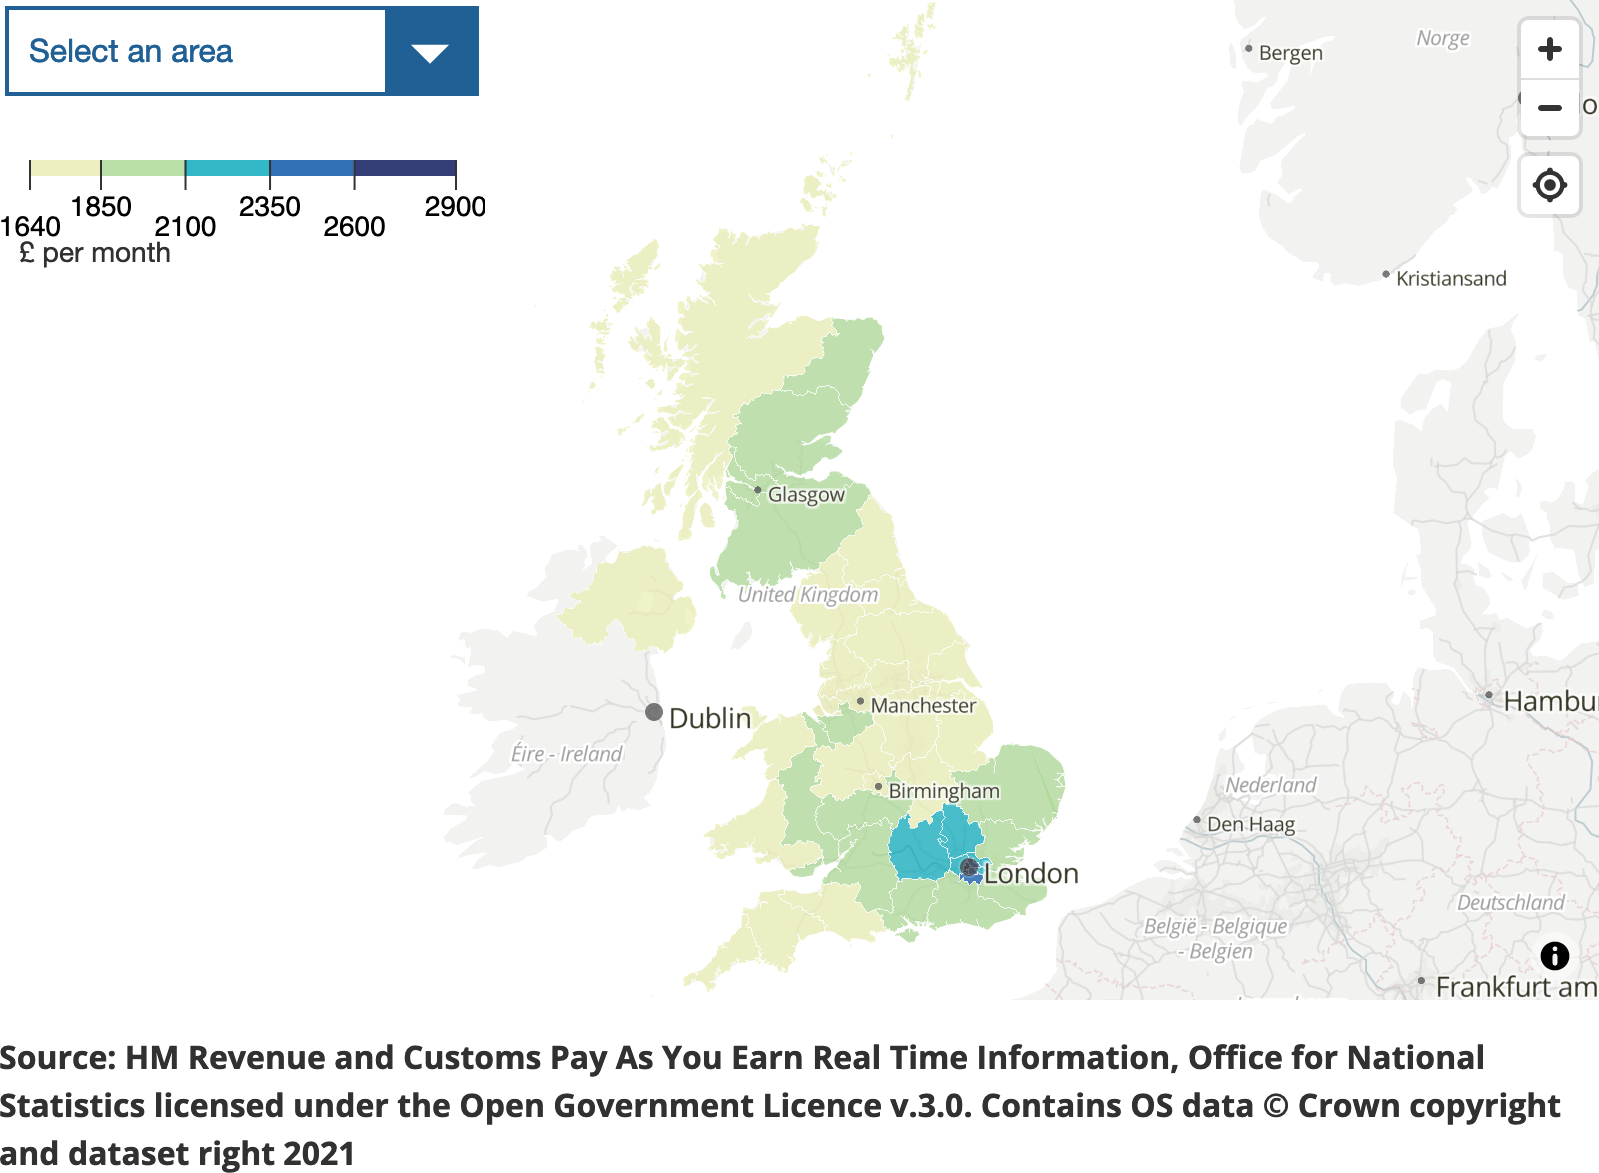 Select an area
1640
1850
2100
2350
2600
2900
£ per month
Bergen
Norge
Kristiansand
Glasgow
United Kingdom
Manchester
Dublin
Éire - Ireland
Birmingham
London
Hambu
Nederland
Den Haag
Deutschland
België - Belgique
- Belgien
Frankfurt am
Source: HM Revenue and Customs Pay As You Earn Real Time Information, Office for National
Statistics licensed under the Open Government Licence v.3.0. Contains OS data © Crown copyright
and dataset right 2021